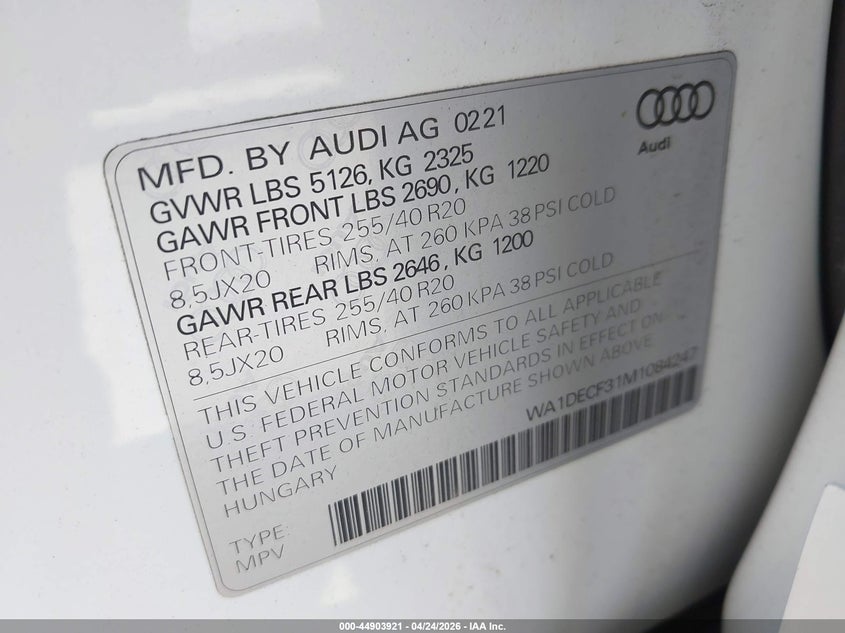 MFD. BY AUDI AG 0221
Audi
GVWR LBS 5126, KG 2325
GAWR FRONT LBS 2690, KG 1220
FRONT-TIRES 255/40 R20
8,5JX20 RIMS, AT 260 KPA 38 PSI COLD
GAWR REAR LBS 2646, KG 1200
REAR-TIRES 255/40 R20
8,5JX20 RIMS, AT 260 KPA 38 PSI COLD
THIS VEHICLE CONFORMS TO ALL APPLICABLE
U.S. FEDERAL MOTOR VEHICLE SAFETY AND
THEFT PREVENTION STANDARDS IN EFFECT ON
THE DATE OF MANUFACTURE SHOWN ABOVE
HUNGARY
WA1DECF31M1084247
TYPE:
MPV
000-44903921 - 04/24/2026 - IAA Inc.